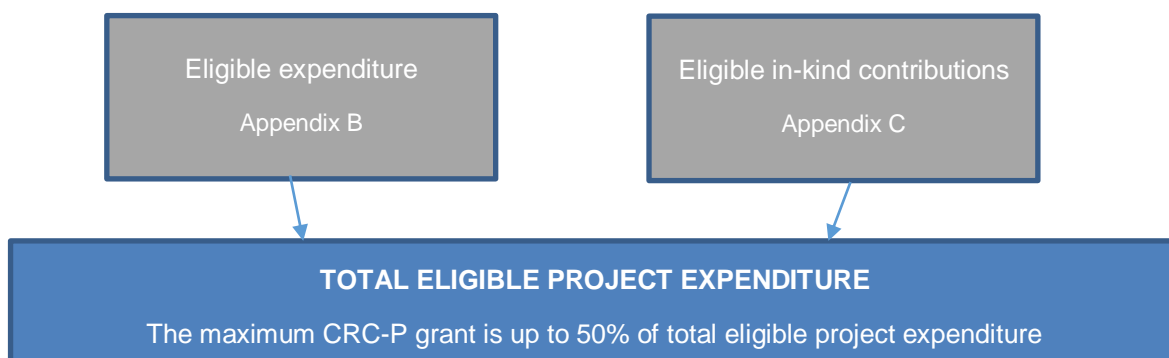 Eligible expenditure
Appendix B
Eligible in-kind contributions
Appendix C
TOTAL ELIGIBLE PROJECT EXPENDITURE
The maximum CRC-P grant is up to 50% of total eligible project expenditure